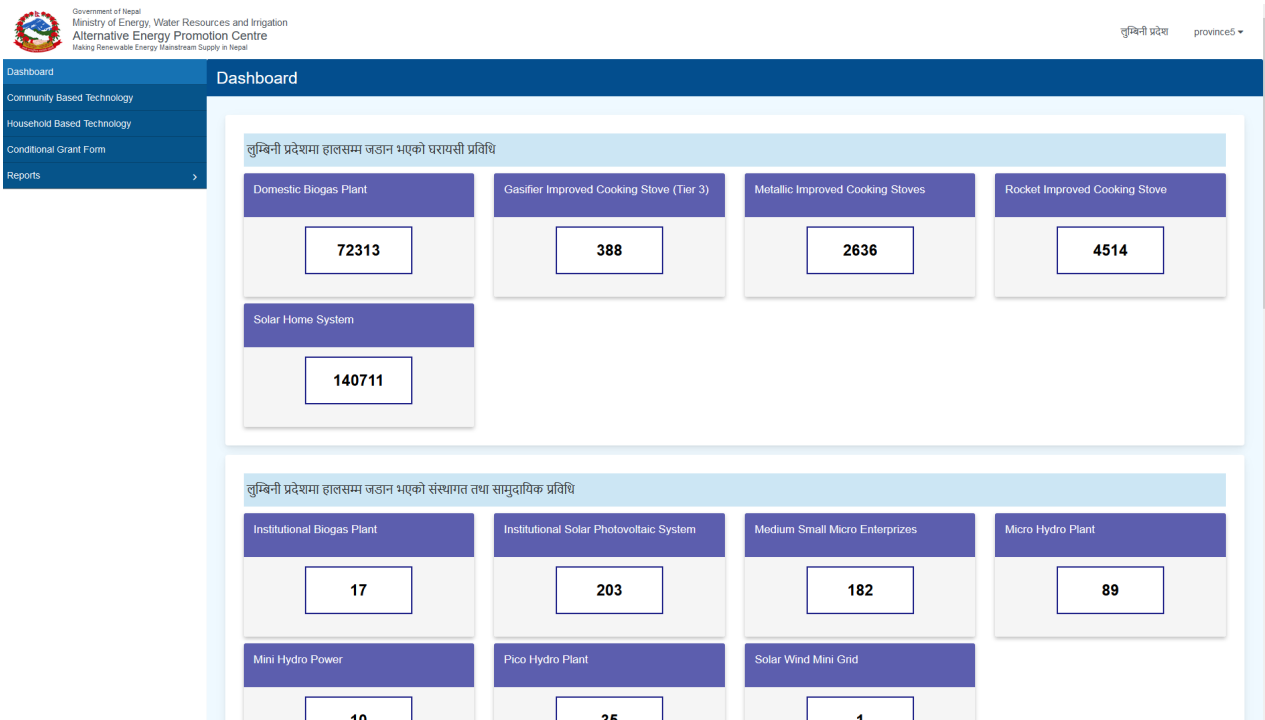 Government of Nepal
Ministry of Energy, Water Resources and Irrigation
Alternative Energy Promotion Centre
Making Renewable Energy Mainstream Supply in Nepal
लुम्बिनी प्रदेश province5
Dashboard
Community Based Technology
Household Based Technology
Conditional Grant Form
Reports
Dashboard
लुम्बिनी प्रदेशमा हालसम्म जडान भएको घरायसी प्रविधि
Domestic Biogas Plant
72313
Gasifier Improved Cooking Stove (Tier 3)
388
Metallic Improved Cooking Stoves
2636
Rocket Improved Cooking Stove
4514
Solar Home System
140711
लुम्बिनी प्रदेशमा हालसम्म जडान भएको संस्थागत तथा सामुदायिक प्रविधि
Institutional Biogas Plant
17
Institutional Solar Photovoltaic System
203
Medium Small Micro Enterprizes
182
Micro Hydro Plant
89
Mini Hydro Power
10
Pico Hydro Plant
35
Solar Wind Mini Grid
1